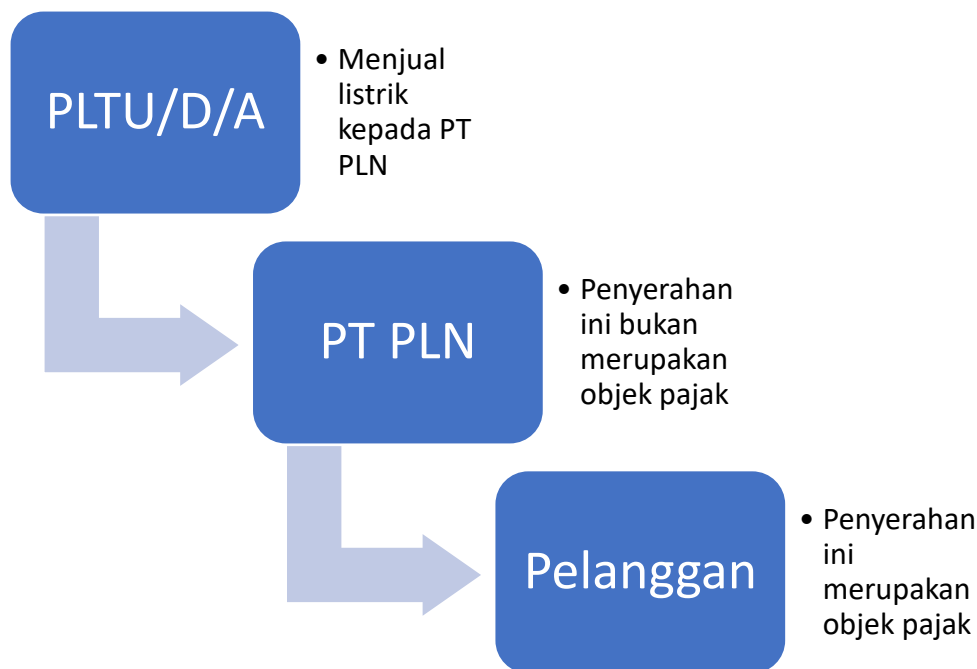 PLTU/D/A
• Menjual
listrik
kepada PT
PLN
PT PLN
• Penyerahan
ini bukan
merupakan
objek pajak
Pelanggan
• Penyerahan
ini
merupakan
objek pajak